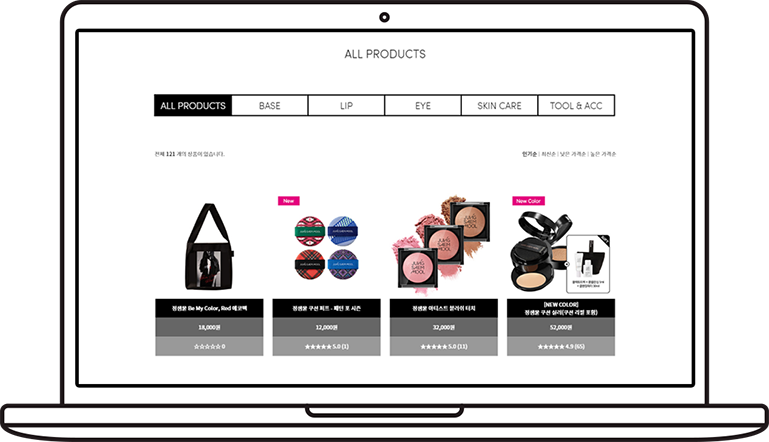 ALL PRODUCTS
ALL PRODUCTS
BASE
LIP
EYE
SKIN CARE
TOOL & ACC
전체 121 개의 상품이 있습니다.
인기순 | 최신순 | 낮은 가격순 | 높은 가격순
New
New Color
JUNG
SAEM
MOOL
정샘물 Be My Color, Red 에코백
18,000원
☆☆☆☆☆ 0
정샘물 쿠션 퍼프 - 패턴 포 시즌
12,000원
★★★★★ 5.0 (1)
정샘물 아티스트 블러쉬 터치
32,000원
★★★★★ 5.0 (11)
[NEW COLOR]
정샘물 쿠션 실러(쿠션 리필 포함)
52,000원
★★★★★ 4.9 (65)